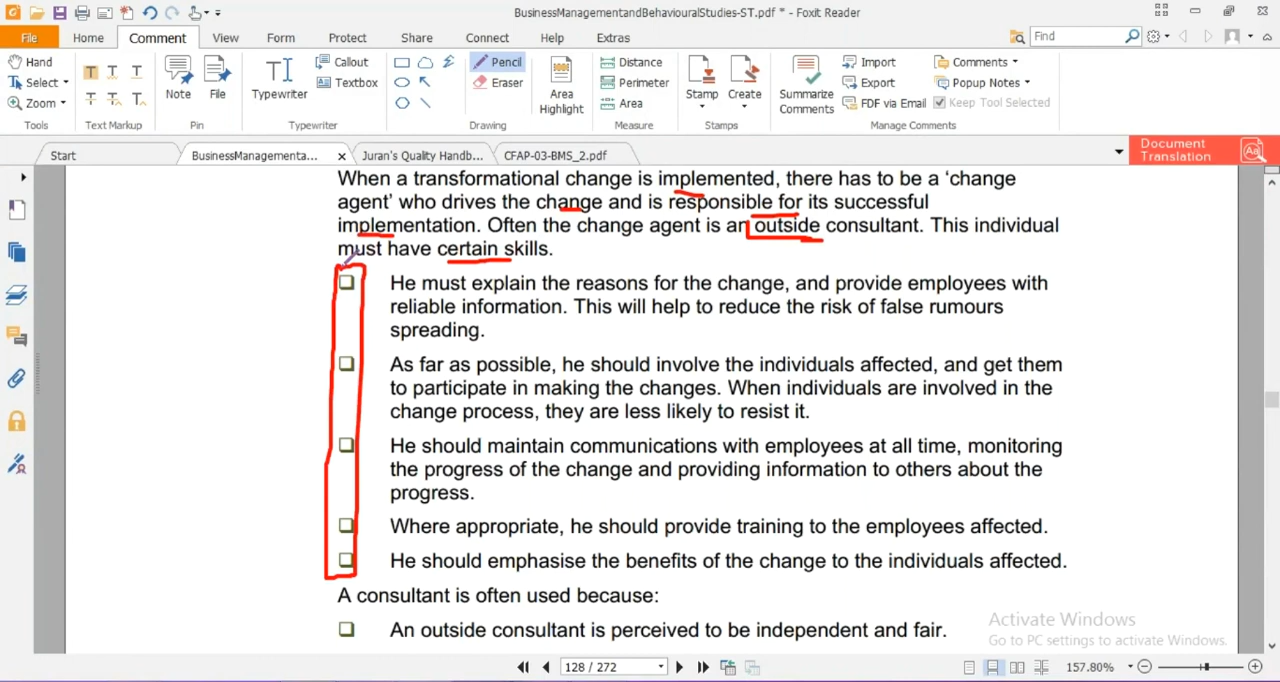 BusinessManagementandBehaviouralStudies-ST.pdf * - Foxit Reader
File Home Comment View Form Protect Share Connect Help Extras Find
Hand
Select
Zoom
Tools
Text Markup
Note
File
Pin
Typewriter
Callout
Textbox
Typewriter
Pencil
Eraser
Drawing
Area
Highlight
Distance
Perimeter
Area
Measure
Stamp
Create
Stamps
Summarize
Comments
Import
Export
FDF via Email
Comments
Popup Notes
Keep Tool Selected
Manage Comments
Start
BusinessManagementa...
Juran's Quality Handb...
CFAP-03-BMS_2.pdf
Document
Translation
When a transformational change is implemented, there has to be a ‘change
agent’ who drives the change and is responsible for its successful
implementation. Often the change agent is an outside consultant. This individual
must have certain skills.
He must explain the reasons for the change, and provide employees with
reliable information. This will help to reduce the risk of false rumours
spreading.
As far as possible, he should involve the individuals affected, and get them
to participate in making the changes. When individuals are involved in the
change process, they are less likely to resist it.
He should maintain communications with employees at all time, monitoring
the progress of the change and providing information to others about the
progress.
Where appropriate, he should provide training to the employees affected.
He should emphasise the benefits of the change to the individuals affected.
A consultant is often used because:
An outside consultant is perceived to be independent and fair.
Activate Windows
Go to PC settings to activate Windows.
128 / 272
157.80%